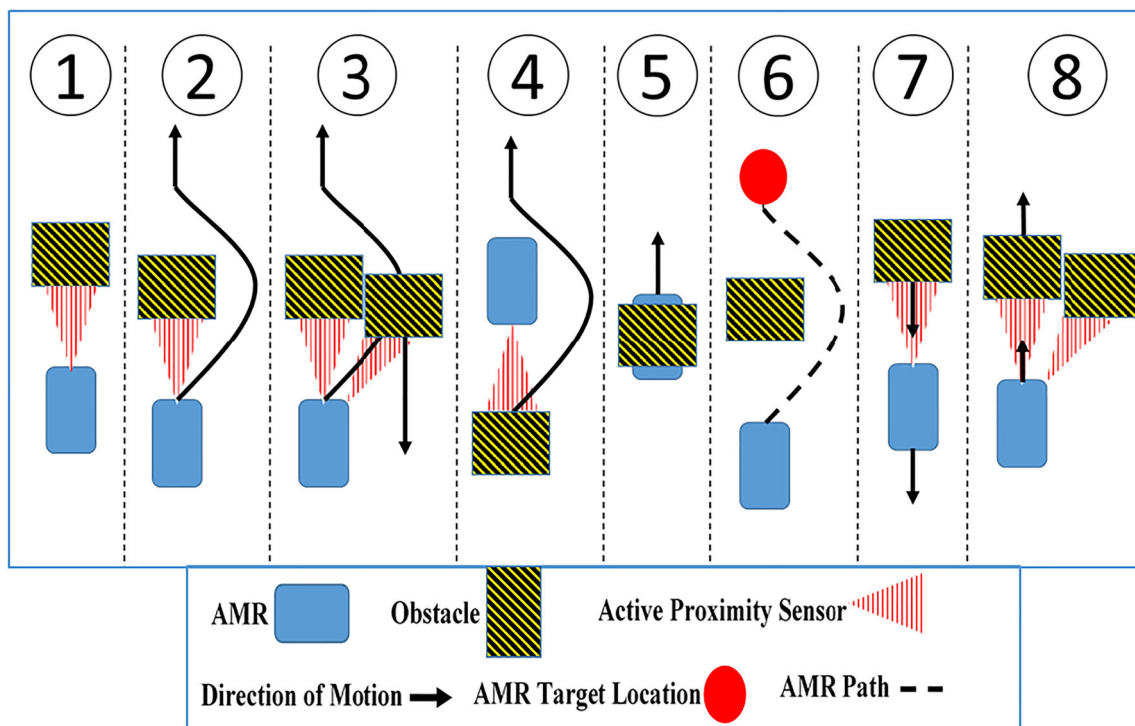 1 2 3 4 5 6 7 8
AMR Obstacle Active Proximity Sensor
Direction of Motion AMR Target Location AMR Path